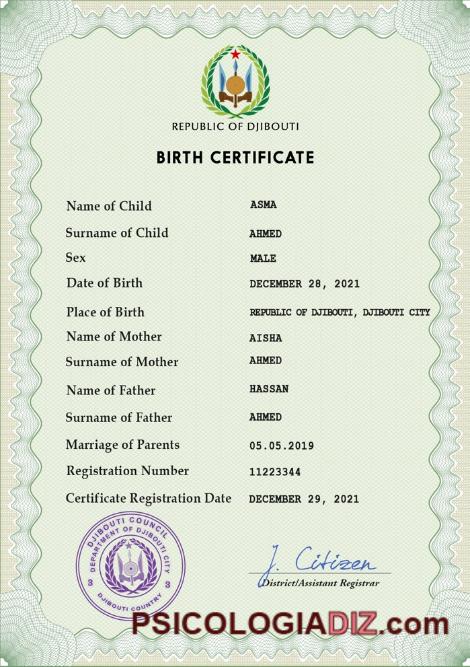 REPUBLIC OF DJIBOUTI
BIRTH CERTIFICATE
Name of Child ASMA
Surname of Child AHMED
Sex MALE
Date of Birth DECEMBER 28, 2021
Place of Birth REPUBLIC OF DJIBOUTI, DJIBOUTI CITY
Name of Mother AISHA
Surname of Mother AHMED
Name of Father HASSAN
Surname of Father AHMED
Marriage of Parents 05.05.2019
Registration Number 11223344
Certificate Registration Date DECEMBER 29, 2021
DJIBOUTI COUNCIL
DEPARTMENT OF DJIBOUTI CITY
DJIBOUTI COUNTRY
J. Citizen
District/Assistant Registrar
PSICOLOGIADIZ.com